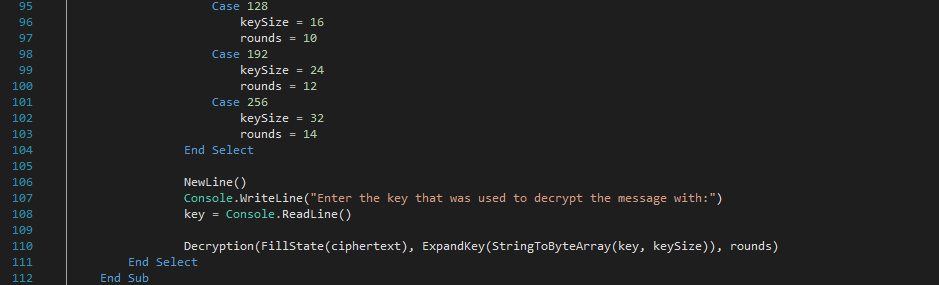 95 Case 128
96 keySize = 16
97 rounds = 10
98 Case 192
99 keySize = 24
100 rounds = 12
101 Case 256
102 keySize = 32
103 rounds = 14
104 End Select
105
106 NewLine()
107 Console.WriteLine("Enter the key that was used to decrypt the message with:")
108 key = Console.ReadLine()
109
110 Decryption(FillState(ciphertext), ExpandKey(StringToByteArray(key, keySize)), rounds)
111 End Select
112 End Sub